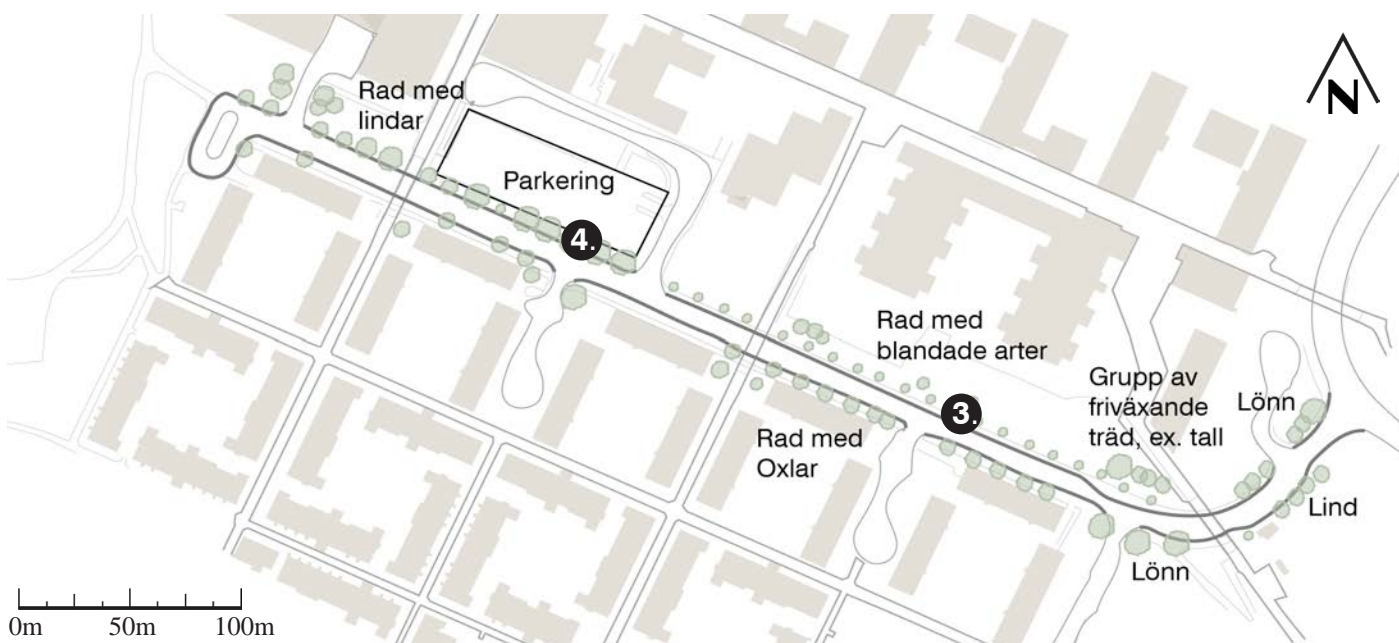 N
Rad med
lindar
Parkering
4.
Rad med
blandade arter
Grupp av
friväxande
träd, ex. tall
Lönn
3.
Rad med
Oxlar
Lind
Lönn
0m 50m 100m